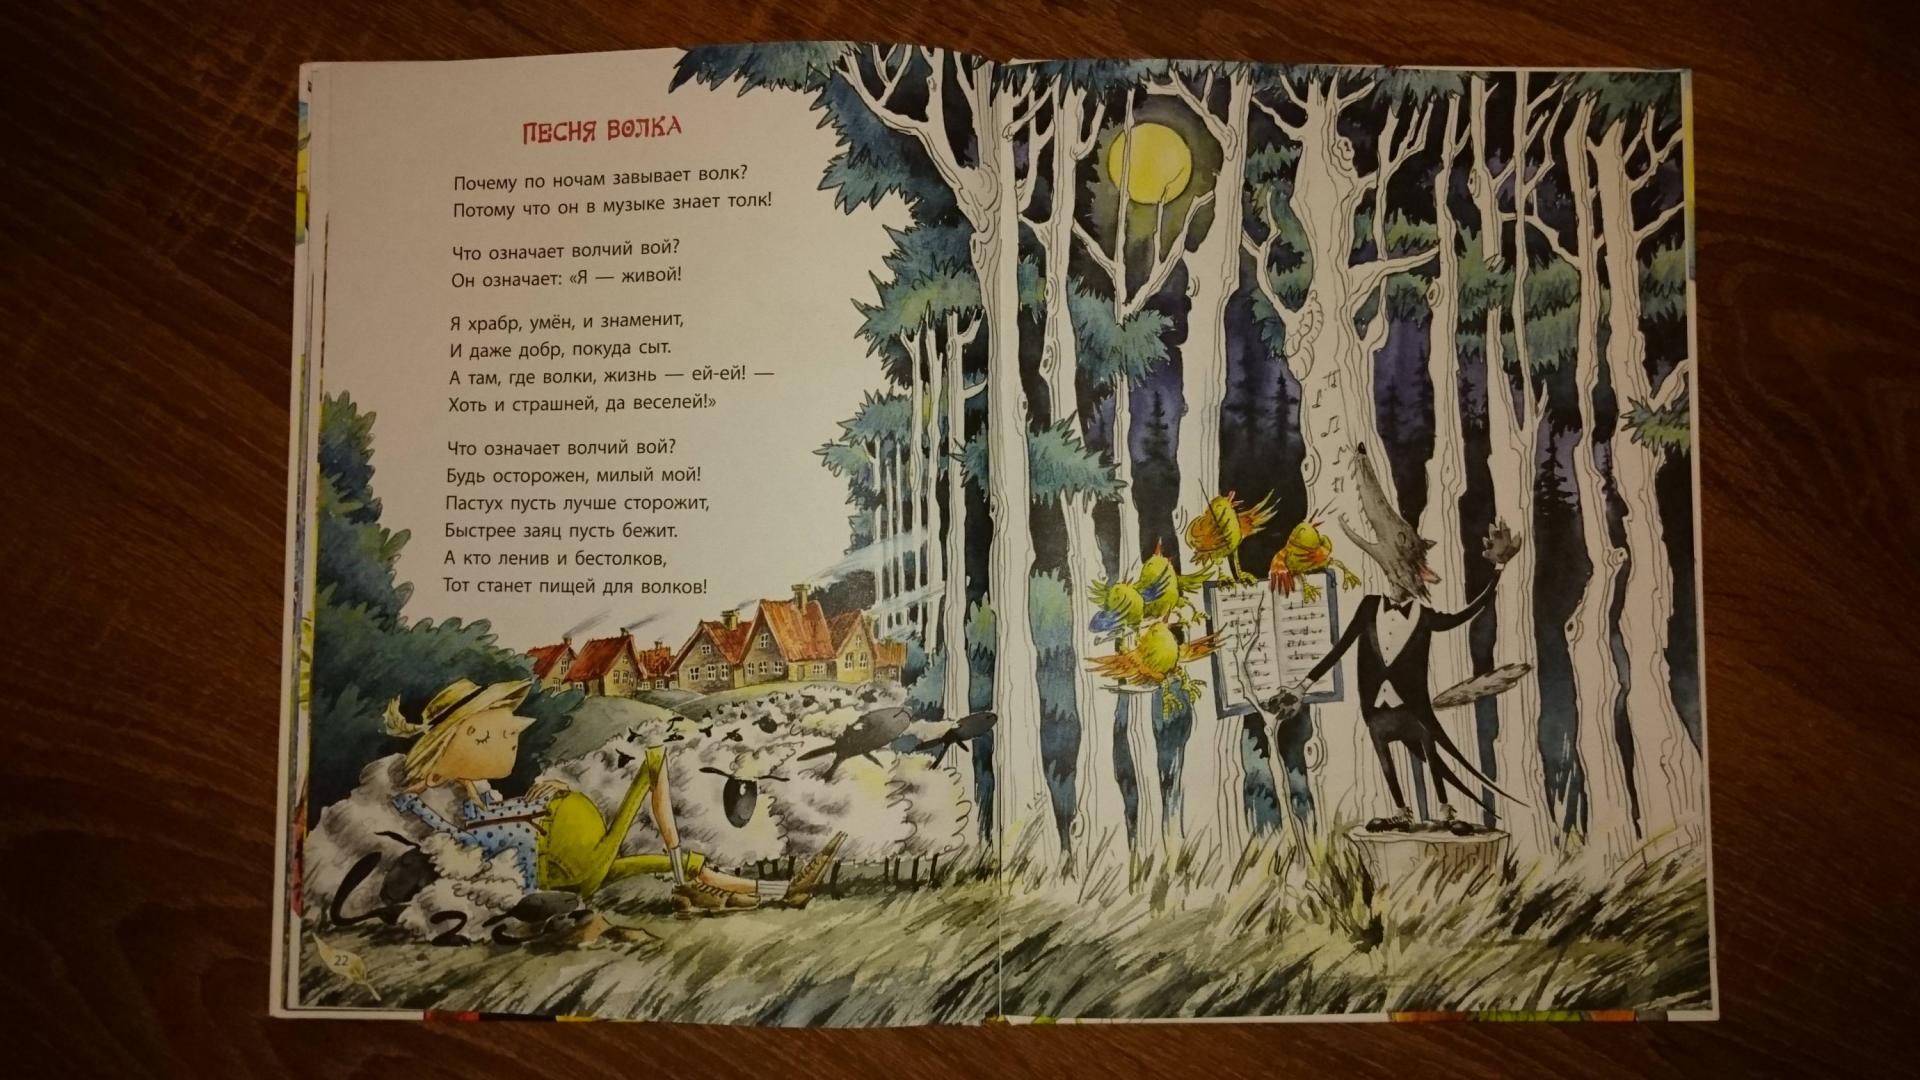 ПЕСНЯ ВОЛКА
Почему по ночам завывает волк?
Потому что он в музыке знает толк!
Что означает волчий вой?
Он означает: «Я — живой!
Я храбр, умён, и знаменит,
И даже добр, покуда сыт.
А там, где волки, жизнь — ей-ей! —
Хоть и страшней, да веселей!»
Что означает волчий вой?
Будь осторожен, милый мой!
Пастух пусть лучше сторожит,
Быстрее заяц пусть бежит.
А кто ленив и бестолков,
Тот станет пищей для волков!
22